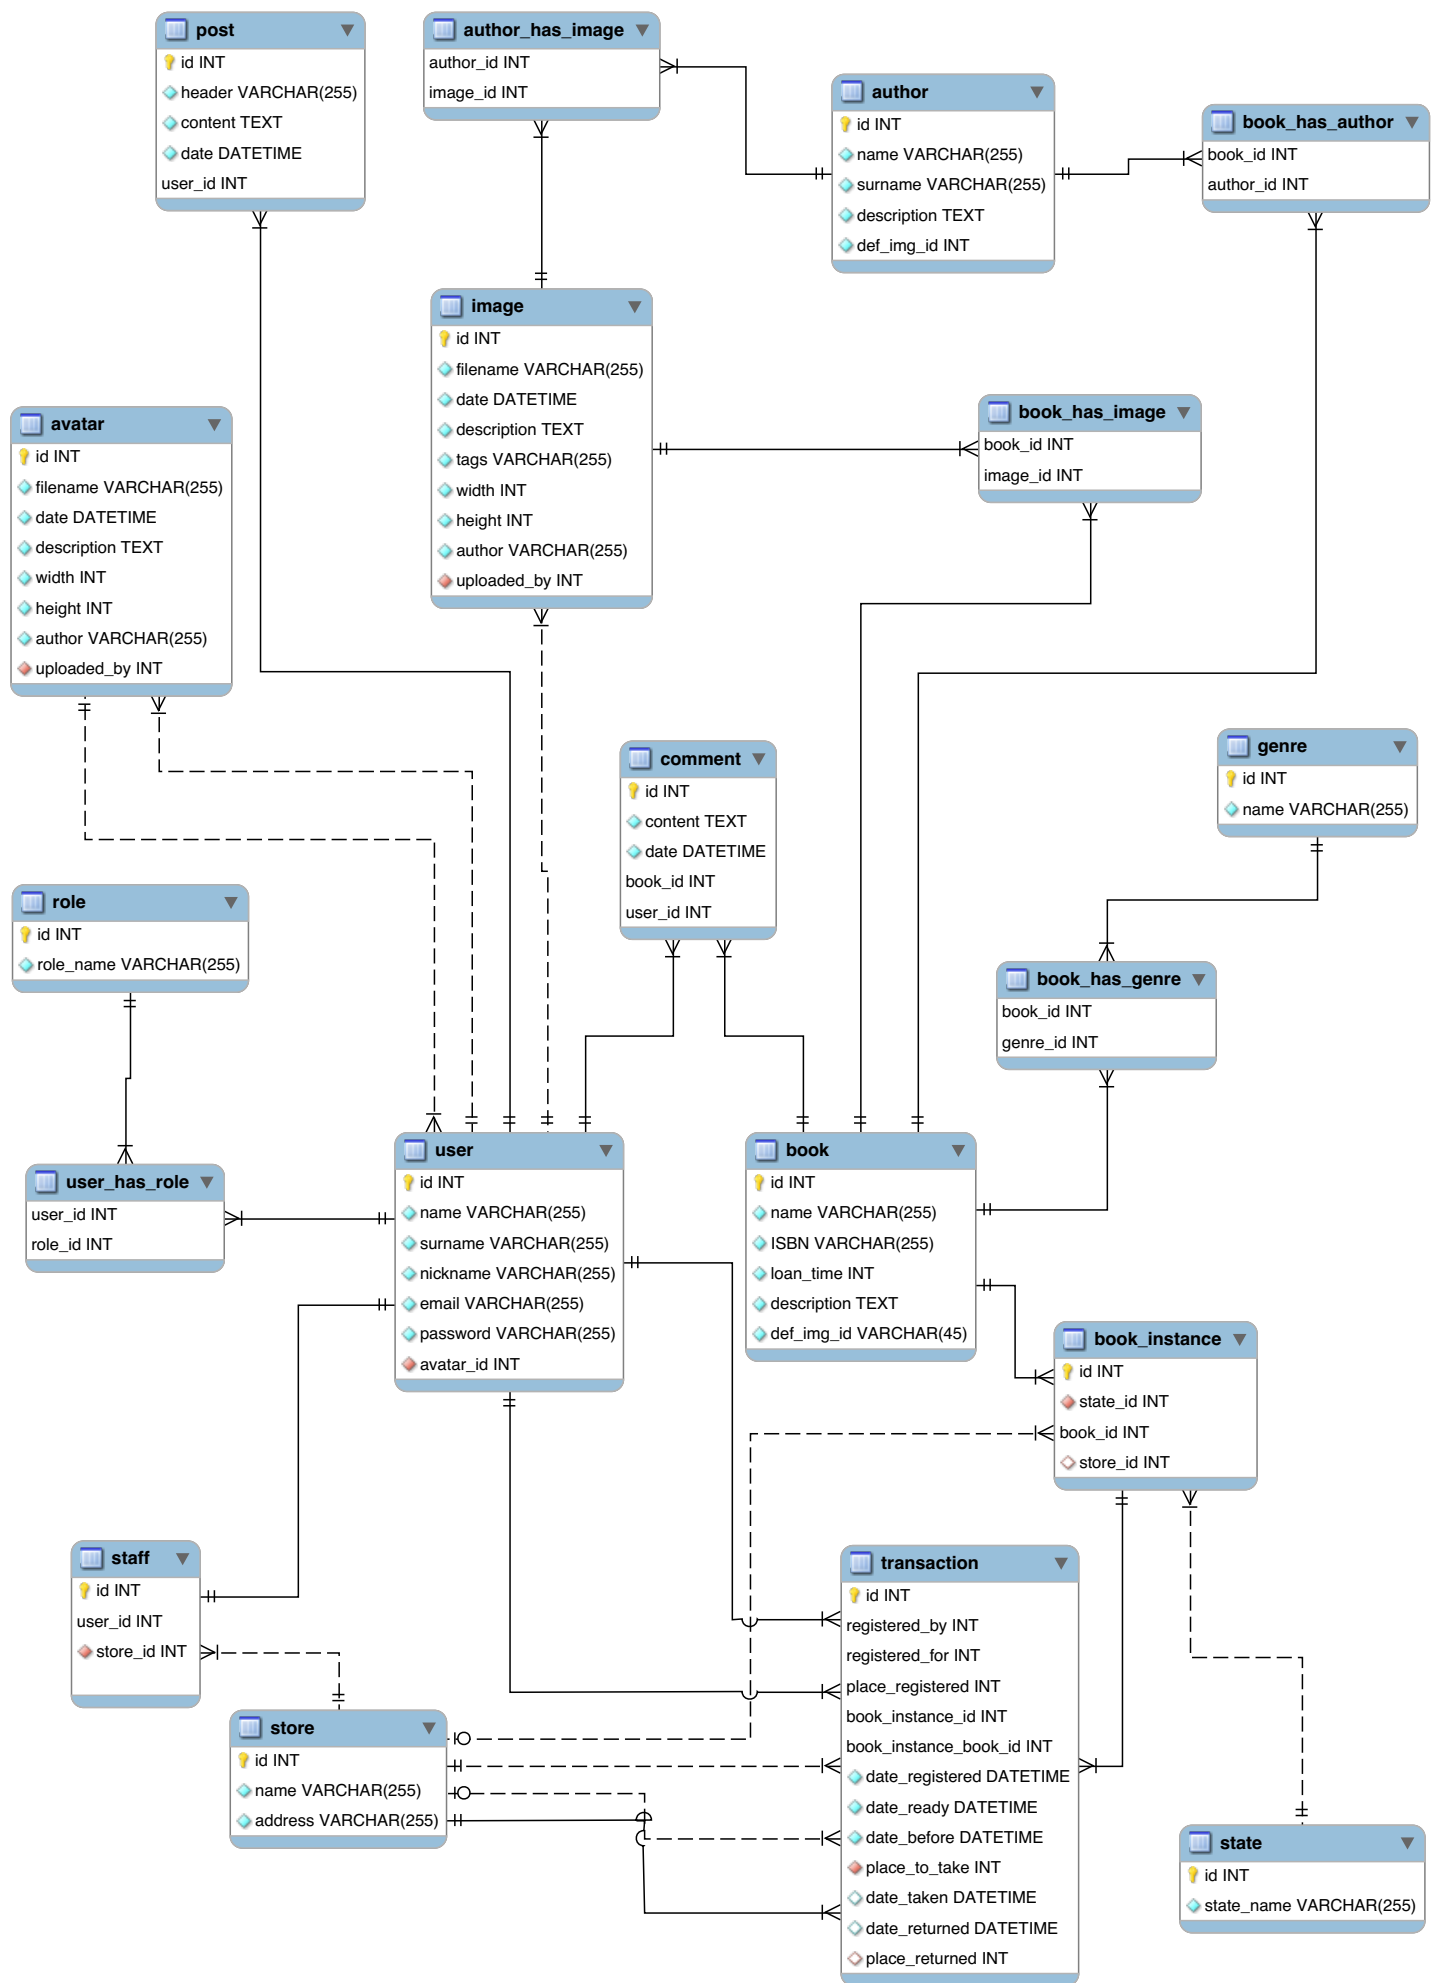 post
id INT
header VARCHAR(255)
content TEXT
date DATETIME
user_id INT
author_has_image
author_id INT
image_id INT
author
id INT
name VARCHAR(255)
surname VARCHAR(255)
description TEXT
def_img_id INT
book_has_author
book_id INT
author_id INT
image
id INT
filename VARCHAR(255)
date DATETIME
description TEXT
tags VARCHAR(255)
width INT
height INT
author VARCHAR(255)
uploaded_by INT
book_has_image
book_id INT
image_id INT
avatar
id INT
filename VARCHAR(255)
date DATETIME
description TEXT
width INT
height INT
author VARCHAR(255)
uploaded_by INT
comment
id INT
content TEXT
date DATETIME
book_id INT
user_id INT
genre
id INT
name VARCHAR(255)
role
id INT
role_name VARCHAR(255)
book_has_genre
book_id INT
genre_id INT
user_has_role
user_id INT
role_id INT
user
id INT
name VARCHAR(255)
surname VARCHAR(255)
nickname VARCHAR(255)
email VARCHAR(255)
password VARCHAR(255)
avatar_id INT
book
id INT
name VARCHAR(255)
ISBN VARCHAR(255)
loan_time INT
description TEXT
def_img_id VARCHAR(45)
book_instance
id INT
state_id INT
book_id INT
store_id INT
staff
id INT
user_id INT
store_id INT
transaction
id INT
registered_by INT
registered_for INT
place_registered INT
book_instance_id INT
book_instance_book_id INT
date_registered DATETIME
date_ready DATETIME
date_before DATETIME
place_to_take INT
date_taken DATETIME
date_returned DATETIME
place_returned INT
store
id INT
name VARCHAR(255)
address VARCHAR(255)
state
id INT
state_name VARCHAR(255)